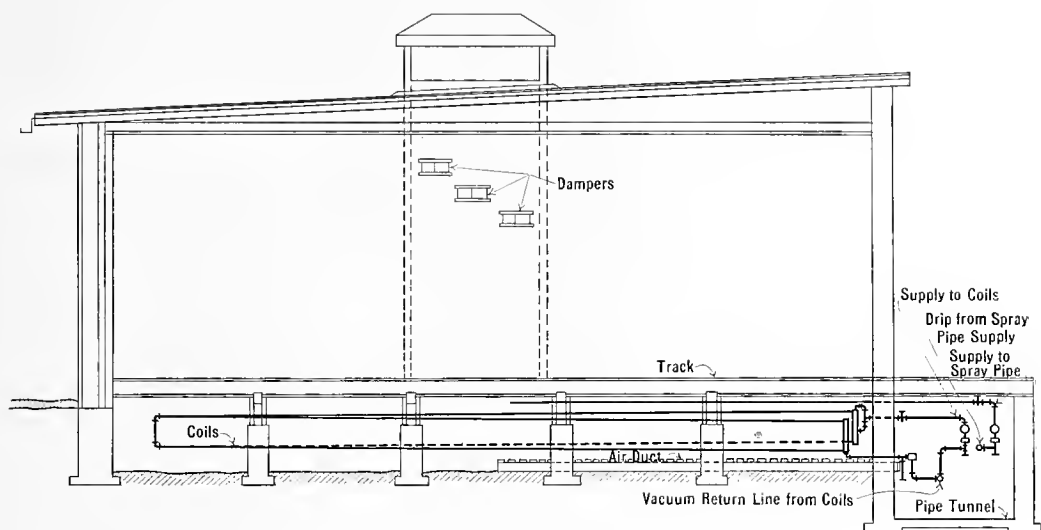 Dampers
Supply to Coils
Drip from Spray
Pipe Supply
Supply to
Spray Pipe
Track
Coils
Air Duct
Vacuum Return Line from Coils
Pipe Tunnel